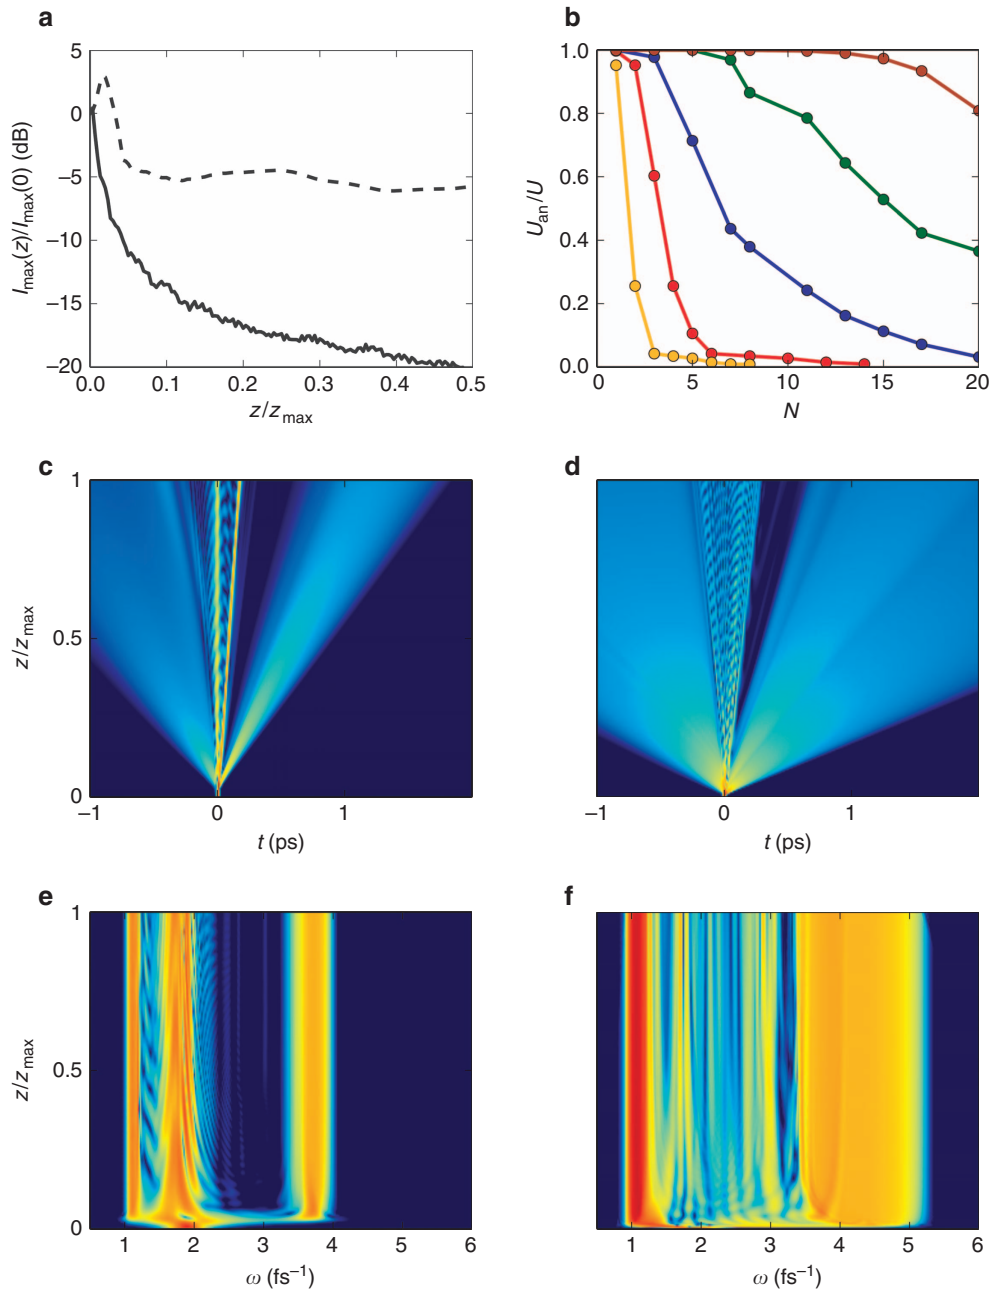 a
5
0
−5
−10
−15
−20
0.0 0.1 0.2 0.3 0.4 0.5
I_max(z)/I_max(0) (dB)
z/z_max
b
1.0
0.8
0.6
0.4
0.2
0.0
0 5 10 15 20
U_an/U
N
c
1
0.5
0
−1 0 1
z/z_max
t (ps)
d
−1 0 1
t (ps)
e
1
0.5
0
1 2 3 4 5 6
z/z_max
ω (fs⁻¹)
f
1 2 3 4 5 6
ω (fs⁻¹)